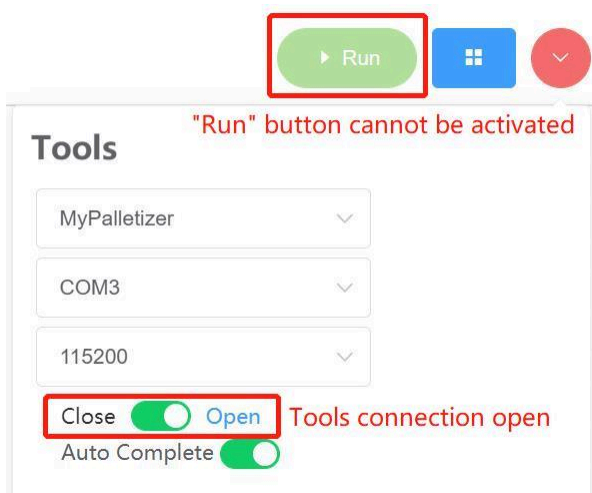 Run
"Run" button cannot be activated
Tools
MyPalletizer
COM3
115200
Close Open Tools connection open
Auto Complete